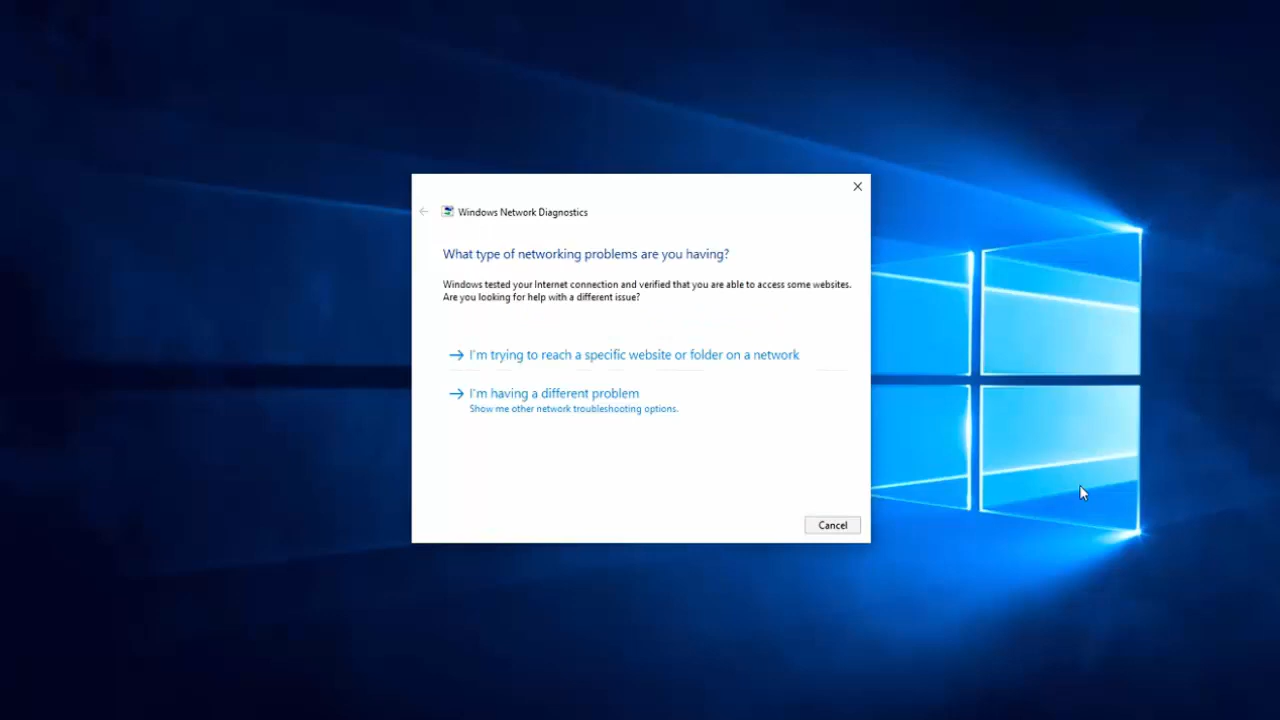 Windows Network Diagnostics
What type of networking problems are you having?
Windows tested your Internet connection and verified that you are able to access some websites.
Are you looking for help with a different issue?
I'm trying to reach a specific website or folder on a network
I'm having a different problem
Show me other network troubleshooting options.
Cancel